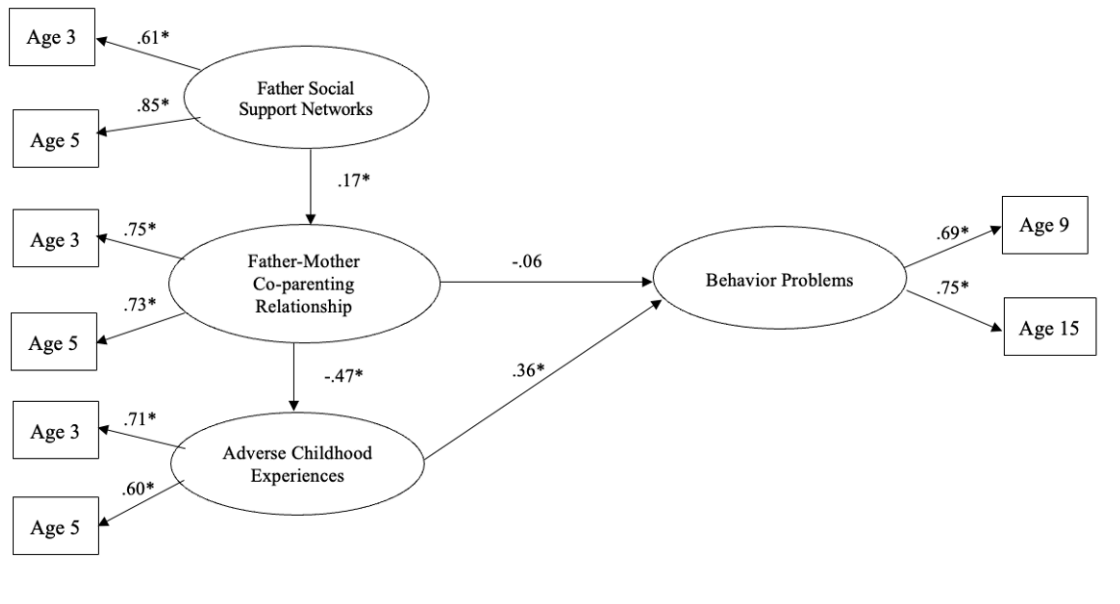 Age 3
.61*
Father Social
Support Networks
.85*
Age 5
.17*
Age 3
.75*
Father-Mother
Co-parenting
Relationship
.73*
Age 5
-.06
Behavior Problems
.69*
Age 9
.75*
Age 15
-.47*
.36*
Age 3
.71*
Adverse Childhood
Experiences
.60*
Age 5